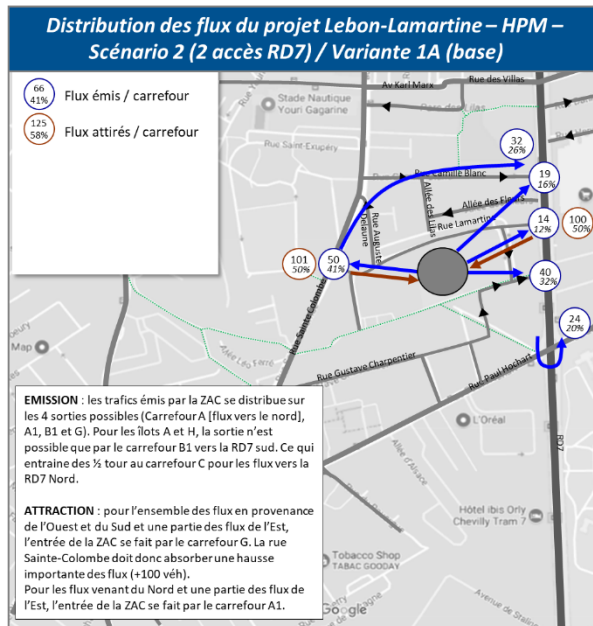 Distribution des flux du projet Lebon-Lamartine – HPM –
Scénario 2 (2 accès RD7) / Variante 1A (base)
66
41%
Flux émis / carrefour
125
58%
Flux attirés / carrefour
Rue des Villas
Av Karl Marx
Stade Nautique
Youri Gagarine
Rue Saint-Exupéry
32
26%
Rue Camille Blanc
19
16%
Allée des Fleurs
Allée des Lilas
Rue Lamartine
14
12%
100
50%
Rue Auguste
Delaune
101
50%
50
41%
40
32%
Rue Sainte Colombe
24
20%
Map
Allée Léo Ferré
Rue Gustave Charpentier
Rue Paul Hochart
L'Oréal
Allée d'Alsace
RD7
Hôtel ibis Orly
Chevilly Tram 7
Tobacco Shop
TABAC GOODAY
Avenue de Staline
Google
EMISSION : les trafics émis par la ZAC se distribue sur
les 4 sorties possibles (Carrefour A [flux vers le nord],
A1, B1 et G). Pour les îlots A et H, la sortie n'est
possible que par le carrefour B1 vers la RD7 sud. Ce qui
entraine des ½ tour au carrefour C pour les flux vers la
RD7 Nord.
ATTRACTION : pour l'ensemble des flux en provenance
de l'Ouest et du Sud et une partie des flux de l'Est,
l'entrée de la ZAC se fait par le carrefour G. La rue
Sainte-Colombe doit donc absorber une hausse
importante des flux (+100 véh).
Pour les flux venant du Nord et une partie des flux de
l'Est, l'entrée de la ZAC se fait par le carrefour A1.